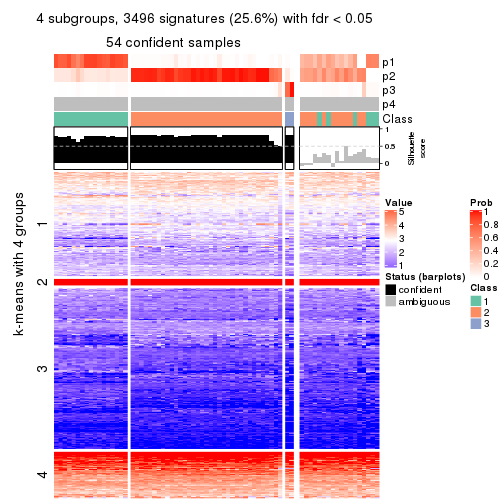 4 subgroups, 3496 signatures (25.6%) with fdr < 0.05
54 confident samples
p1
p2
p3
p4
Class
1
0.5
0
Silhouette
score
k-means with 4 groups
1
2
3
4
Value
5
4
3
2
1
Status (barplots)
confident
ambiguous
Prob
1
0.8
0.6
0.4
0.2
0
Class
1
2
3